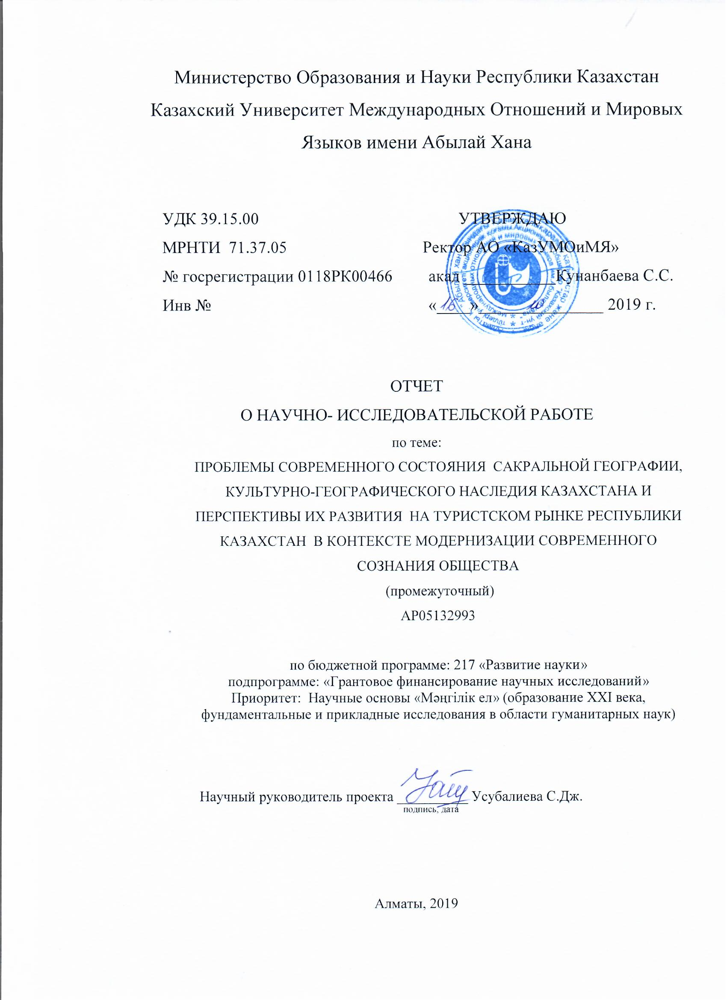 Министерство Образования и Науки Республики Казахстан
Казахский Университет Международных Отношений и Мировых
Языков имени Абылай Хана
УДК 39.15.00 УТВЕРЖДАЮ
МРНТИ 71.37.05 Ректор АО «КазУМОиМЯ»
№ госрегистрации 0118РК00466 акад ___________ Кунанбаева С.С.
Инв № «16» _______________ 2019 г.
ОТЧЕТ
О НАУЧНО- ИССЛЕДОВАТЕЛЬСКОЙ РАБОТЕ
по теме:
ПРОБЛЕМЫ СОВРЕМЕННОГО СОСТОЯНИЯ САКРАЛЬНОЙ ГЕОГРАФИИ,
КУЛЬТУРНО-ГЕОГРАФИЧЕСКОГО НАСЛЕДИЯ КАЗАХСТАНА И
ПЕРСПЕКТИВЫ ИХ РАЗВИТИЯ НА ТУРИСТСКОМ РЫНКЕ РЕСПУБЛИКИ
КАЗАХСТАН В КОНТЕКСТЕ МОДЕРНИЗАЦИИ СОВРЕМЕННОГО
СОЗНАНИЯ ОБЩЕСТВА
(промежуточный)
АР05132993
по бюджетной программе: 217 «Развитие науки»
подпрограмме: «Грантовое финансирование научных исследований»
Приоритет: Научные основы «Мәңгілік ел» (образование XXI века,
фундаментальные и прикладные исследования в области гуманитарных наук)
Научный руководитель проекта __________ Усубалиева С.Дж.
подпись, дата
Алматы, 2019